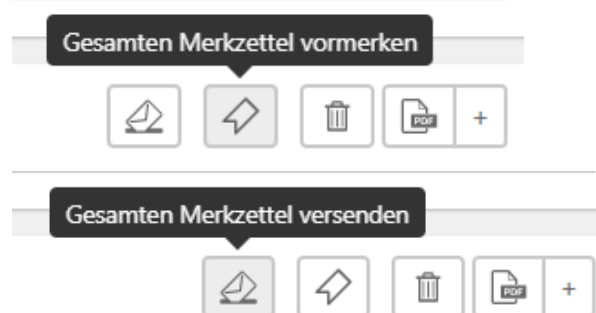 Gesamten Merkzettel vormerken
PDF +
Gesamten Merkzettel versenden
PDF +